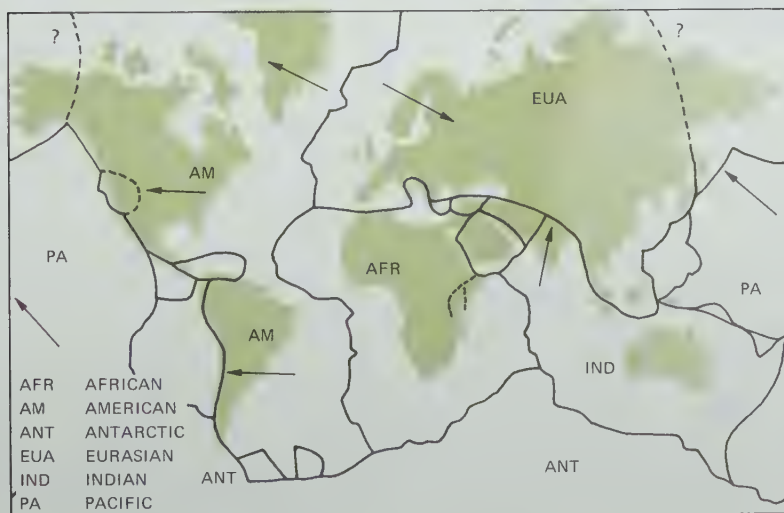 ?
?
EUA
AM
PA
AFR
PA
AM
IND
AFR AFRICAN
AM AMERICAN
ANT ANTARCTIC
EUA EURASIAN
IND INDIAN
PA PACIFIC
ANT
ANT